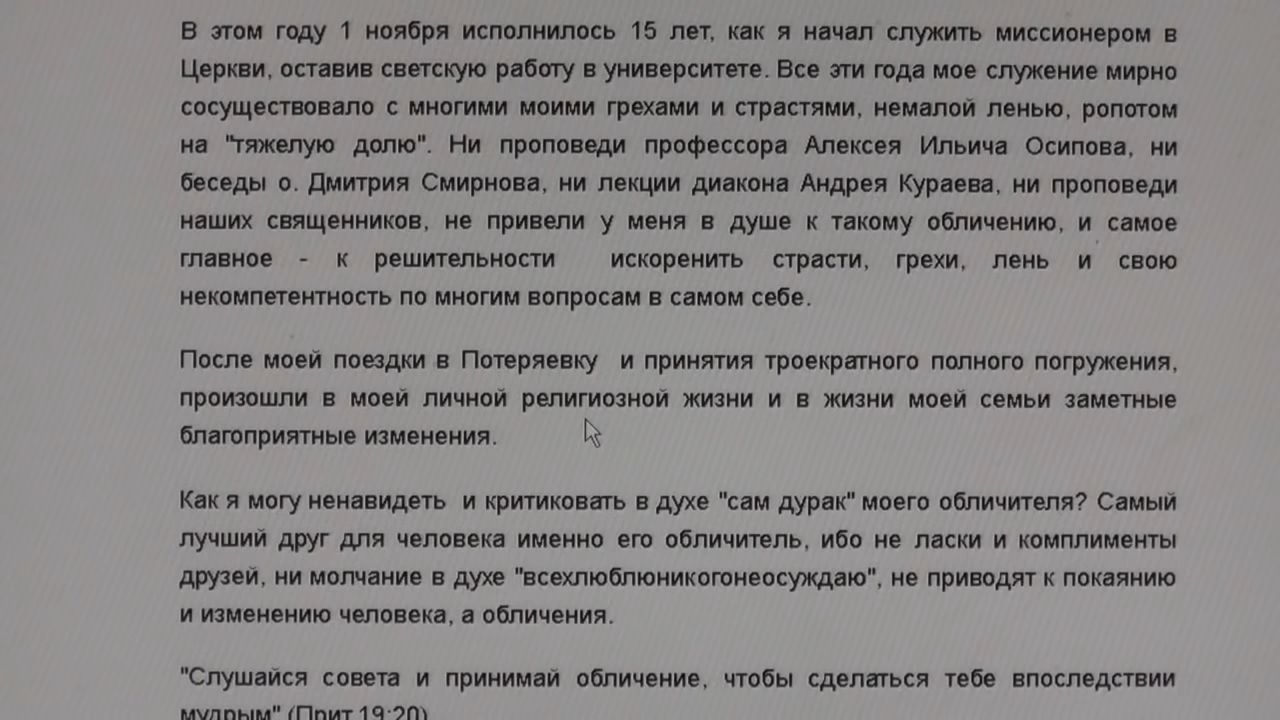 В этом году 1 ноября исполнилось 15 лет, как я начал служить миссионером в
Церкви, оставив светскую работу в университете. Все эти года мое служение мирно
сосуществовало с многими моими грехами и страстями, немалой ленью, ропотом
на "тяжелую долю". Ни проповеди профессора Алексея Ильича Осипова, ни
беседы о. Дмитрия Смирнова, ни лекции диакона Андрея Кураева, ни проповеди
наших священников, не привели у меня в душе к такому обличению, и самое
главное - к решительности искоренить страсти, грехи, лень и свою
некомпетентность по многим вопросам в самом себе.
После моей поездки в Потеряевку и принятия троекратного полного погружения,
произошли в моей личной религиозной жизни и в жизни моей семьи заметные
благоприятные изменения.
Как я могу ненавидеть и критиковать в духе "сам дурак" моего обличителя? Самый
лучший друг для человека именно его обличитель, ибо не ласки и комплименты
друзей, ни молчание в духе "всехлюблюникогонеосуждаю", не приводят к покаянию
и изменению человека, а обличения.
"Слушайся совета и принимай обличение, чтобы сделаться тебе впоследствии
мудрым" (Прит.19:20)